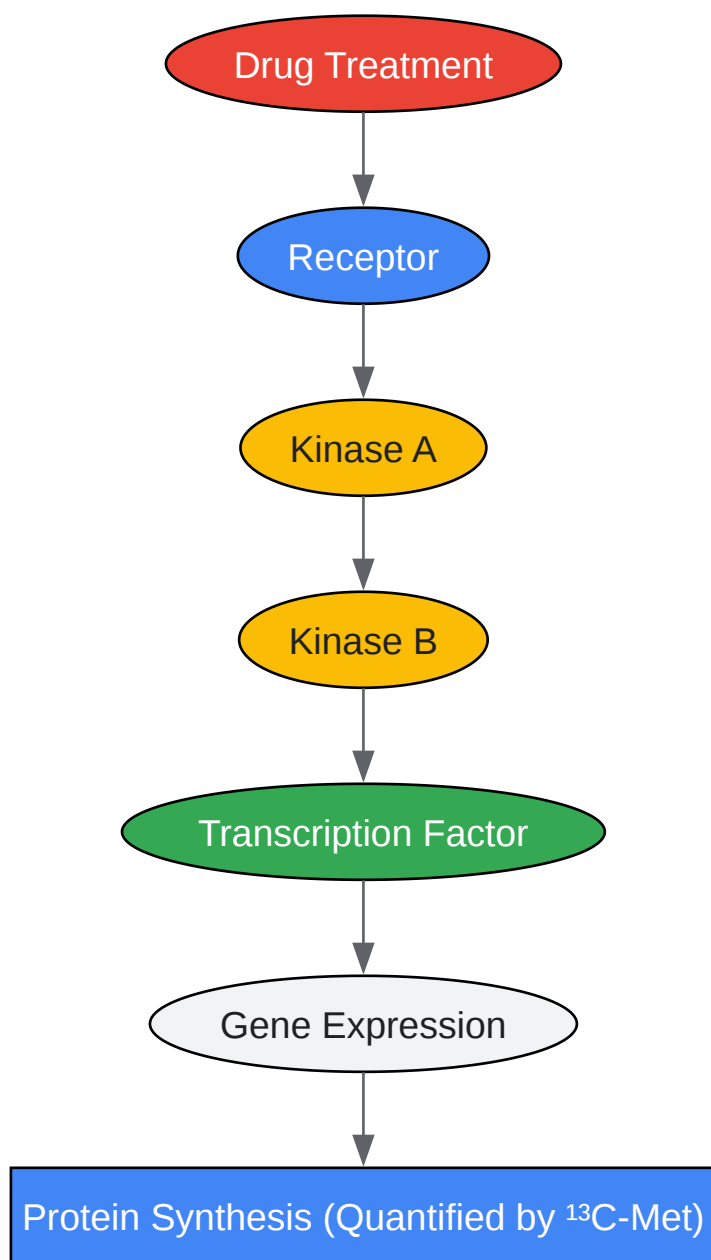 Drug Treatment
Receptor
Kinase A
Kinase B
Transcription Factor
Gene Expression
Protein Synthesis (Quantified by ¹³C-Met)